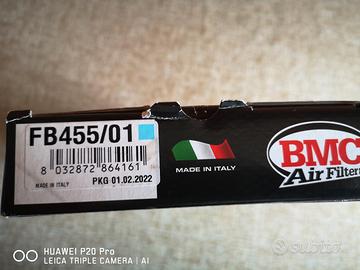 FB455/01
8 032872 864161
MADE IN ITALY
PKG 01.02.2022
MADE IN ITALY
BMC
Air Filters
HUAWEI P20 Pro
LEICA TRIPLE CAMERA | AI
subito